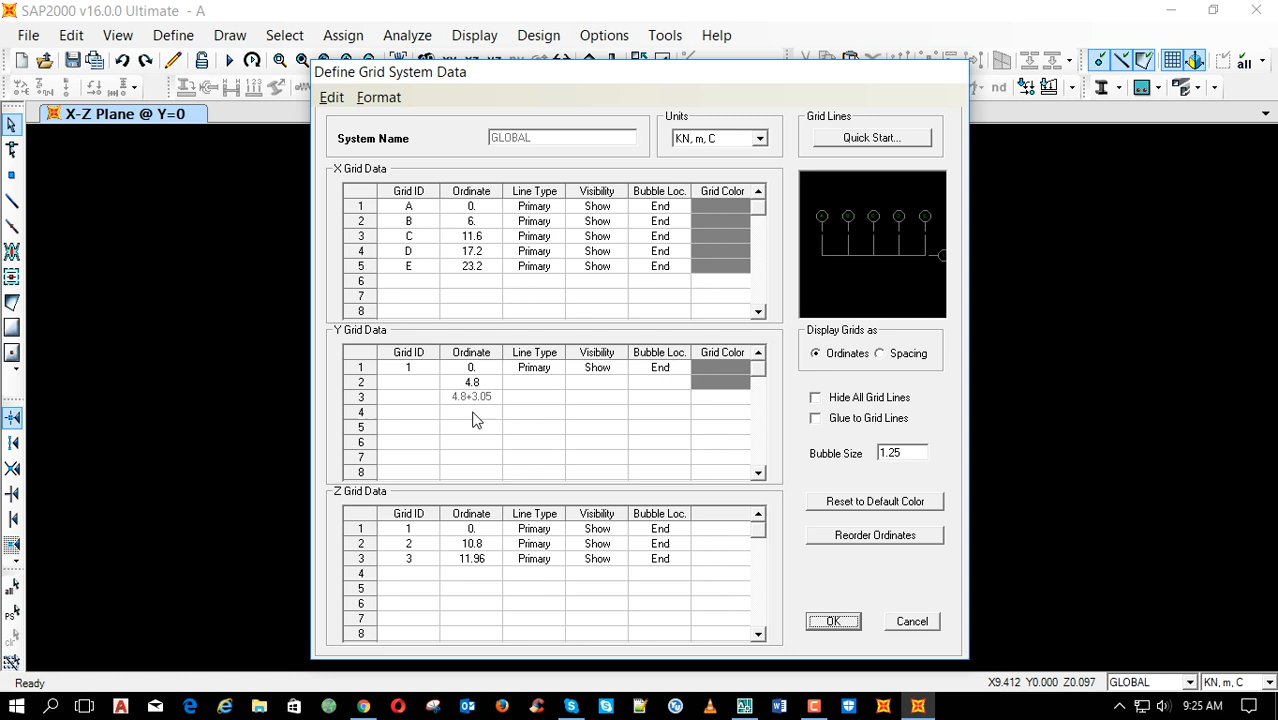 SAP2000 v16.0.0 Ultimate - A
File Edit View Define Draw Select Assign Analyze Display Design Options Tools Help
all
nd
X-Z Plane @ Y=0
Define Grid System Data
Edit Format
System Name GLOBAL
Units
KN, m, C
Grid Lines
Quick Start...
X Grid Data
Grid ID Ordinate Line Type Visibility Bubble Loc. Grid Color
1 A 0. Primary Show End
2 B 6. Primary Show End
3 C 11.6 Primary Show End
4 D 17.2 Primary Show End
5 E 23.2 Primary Show End
6
7
8
Y Grid Data
Grid ID Ordinate Line Type Visibility Bubble Loc. Grid Color
1 1 0. Primary Show End
2 4.8
3 4.8+3.05
4
5
6
7
8
Z Grid Data
Grid ID Ordinate Line Type Visibility Bubble Loc.
1 1 0. Primary Show End
2 2 10.8 Primary Show End
3 3 11.96 Primary Show End
4
5
6
7
8
Display Grids as
Ordinates Spacing
Hide All Grid Lines
Glue to Grid Lines
Bubble Size 1.25
Reset to Default Color
Reorder Ordinates
OK Cancel
all
PS
clr
Ready
X9.412 Y0.000 Z0.097
GLOBAL
KN, m, C
9:25 AM